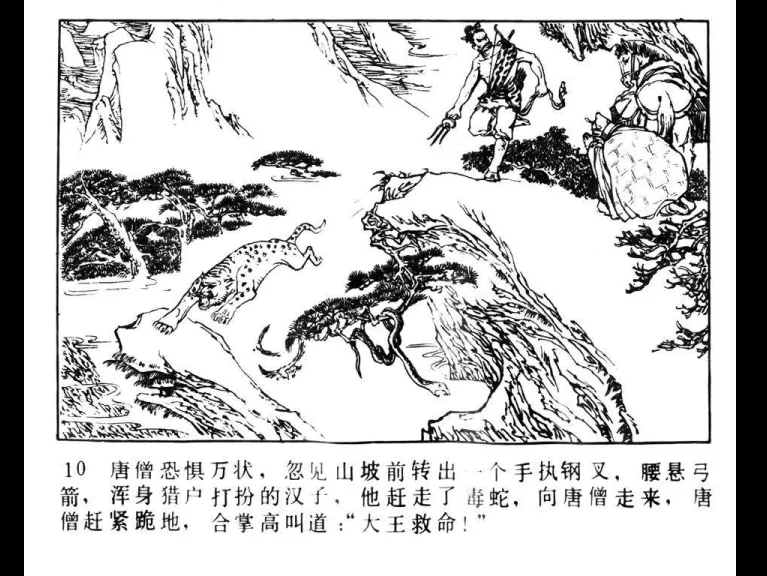 10 唐僧恐惧万状，忽见山坡前转出一个手执钢叉，腰悬弓
箭，浑身猎户打扮的汉子，他赶走了毒蛇，向唐僧走来，唐
僧赶紧跪地，合掌高叫道：“大王救命！”